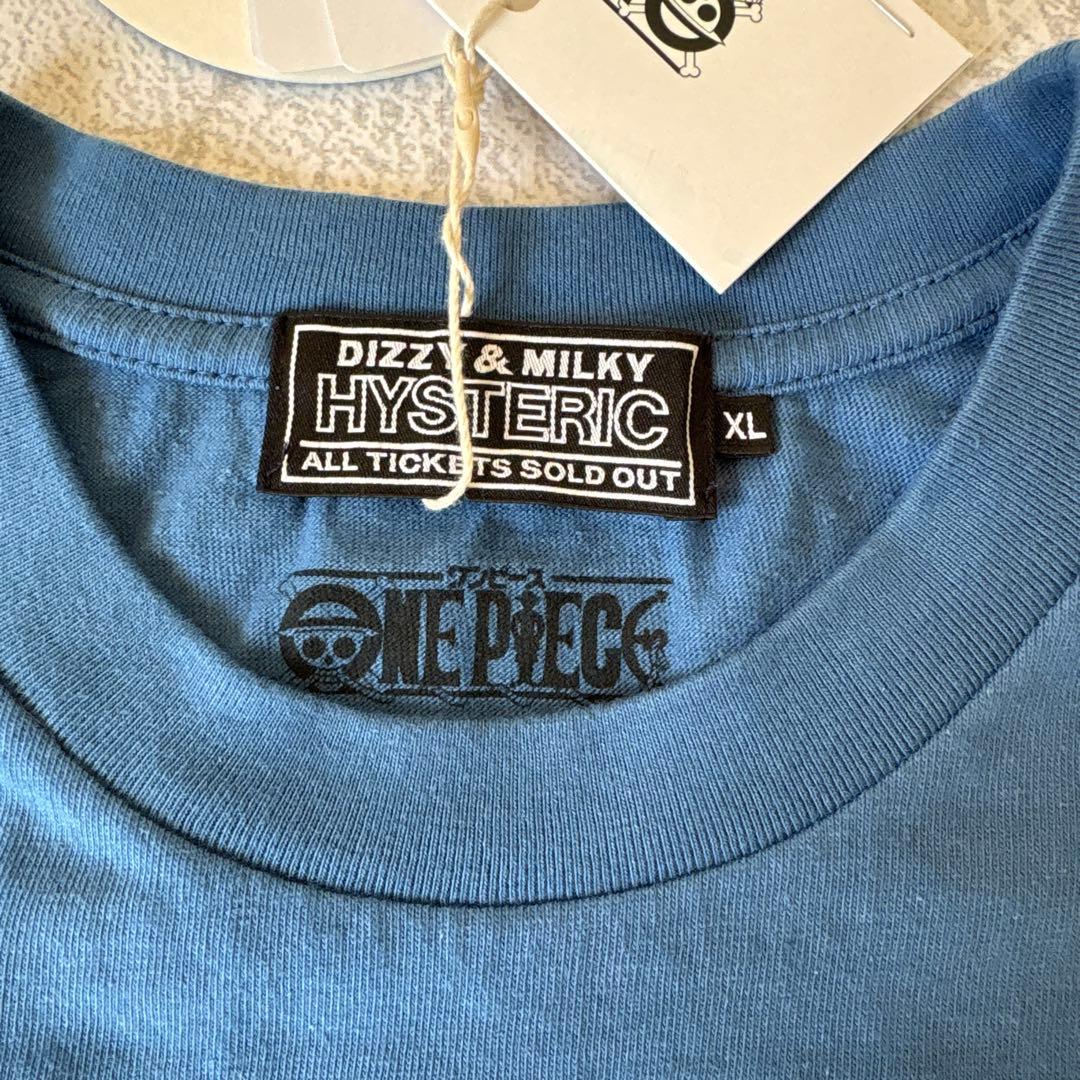 DIZZY & MILKY
HYSTERIC
ALL TICKETS SOLD OUT
XL
ワンピース
ONE PIECE